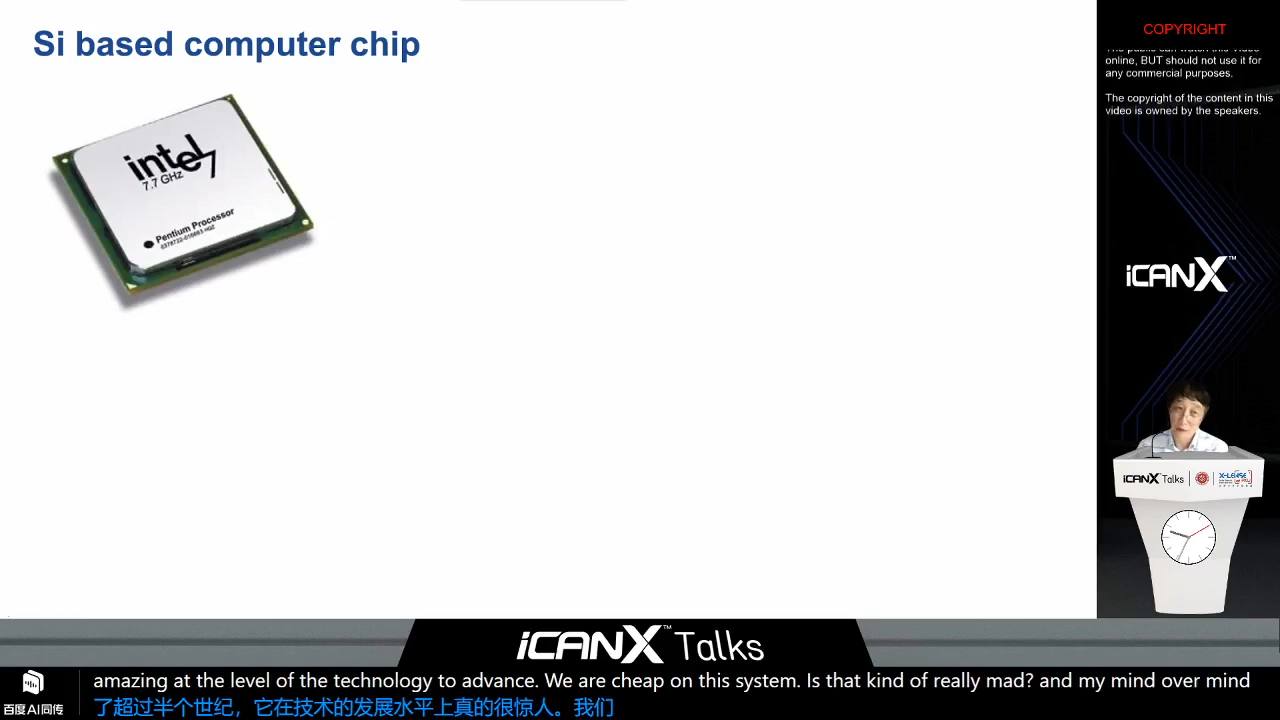 Si based computer chip
intel
7.7 GHz
Pentium Processor
COPYRIGHT
online, BUT should not use it for
any commercial purposes.
The copyright of the content in this
video is owned by the speakers.
iCANX™
iCANX Talks
X-LENSE
iCANX™ Talks
amazing at the level of the technology to advance. We are cheap on this system. Is that kind of really mad? and my mind over mind
了超过半个世纪，它在技术的发展水平上真的很惊人。我们
百度AI同传